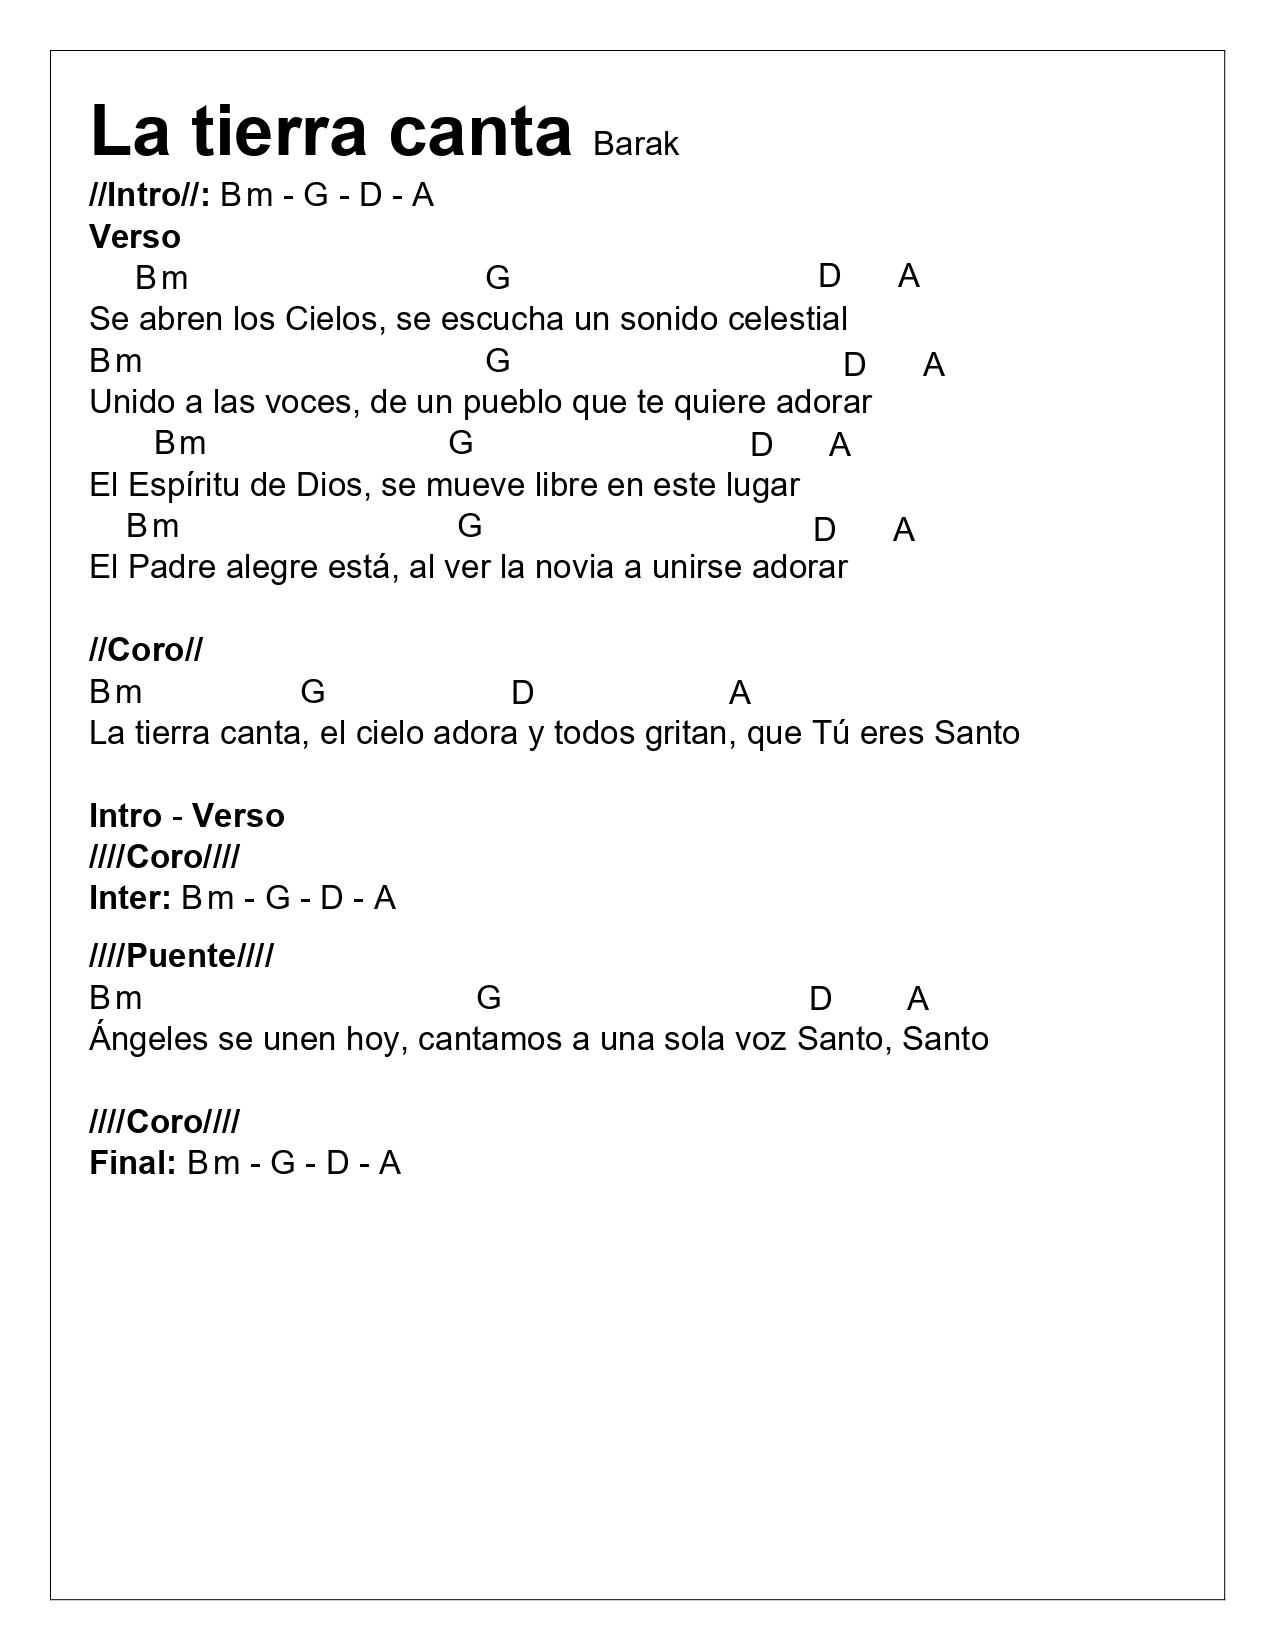 La tierra canta Barak
//Intro//: Bm - G - D - A
Verso
Bm G D A
Se abren los Cielos, se escucha un sonido celestial
Bm G D A
Unido a las voces, de un pueblo que te quiere adorar
Bm G D A
El Espíritu de Dios, se mueve libre en este lugar
Bm G D A
El Padre alegre está, al ver la novia a unirse adorar
//Coro//
Bm G D A
La tierra canta, el cielo adora y todos gritan, que Tú eres Santo
Intro - Verso
////Coro////
Inter: Bm - G - D - A
////Puente////
Bm G D A
Ángeles se unen hoy, cantamos a una sola voz Santo, Santo
////Coro////
Final: Bm - G - D - A